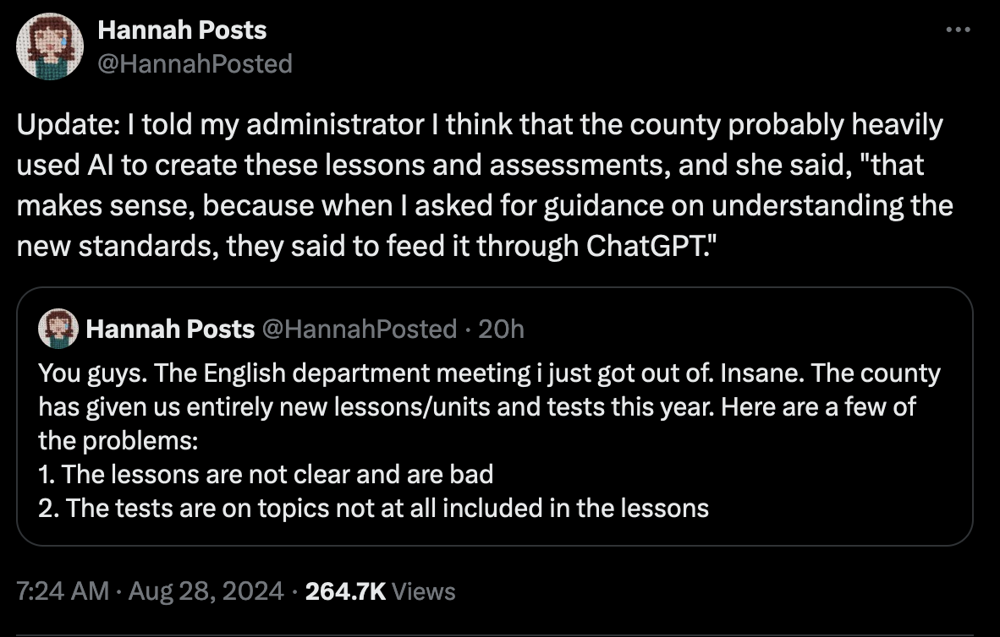 Hannah Posts
@HannahPosted
Update: I told my administrator I think that the county probably heavily
used AI to create these lessons and assessments, and she said, "that
makes sense, because when I asked for guidance on understanding the
new standards, they said to feed it through ChatGPT."
Hannah Posts @HannahPosted · 20h
You guys. The English department meeting i just got out of. Insane. The county
has given us entirely new lessons/units and tests this year. Here are a few of
the problems:
1. The lessons are not clear and are bad
2. The tests are on topics not at all included in the lessons
7:24 AM · Aug 28, 2024 · 264.7K Views